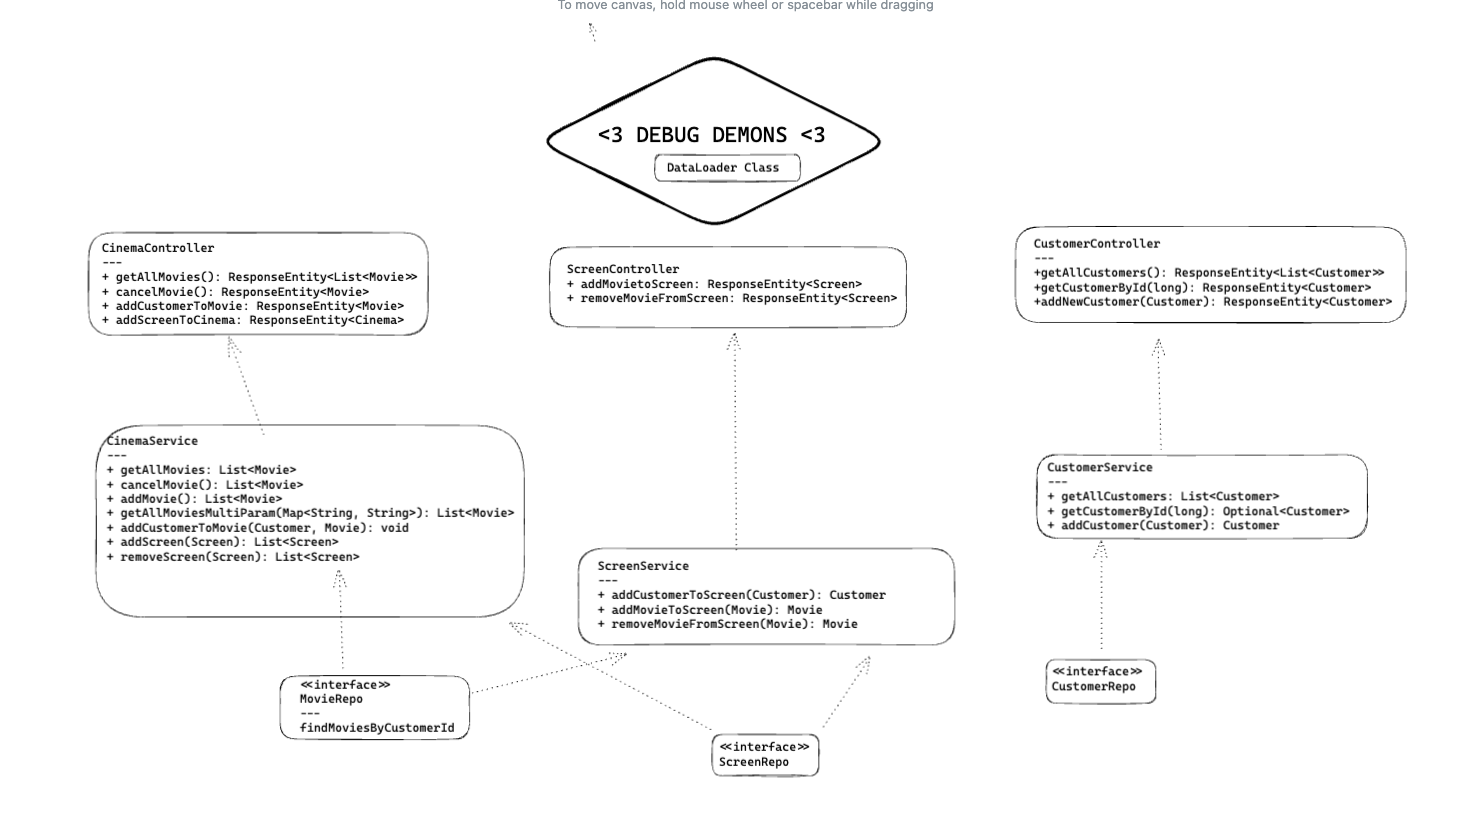 To move canvas, hold mouse wheel or spacebar while dragging
<3 DEBUG DEMONS <3
DataLoader Class
CinemaController
---
+ getAllMovies(): ResponseEntity<List<Movie>>
+ cancelMovie(): ResponseEntity<Movie>
+ addCustomerToMovie: ResponseEntity<Movie>
+ addScreenToCinema: ResponseEntity<Cinema>
ScreenController
+ addMovietoScreen: ResponseEntity<Screen>
+ removeMovieFromScreen: ResponseEntity<Screen>
CustomerController
---
+getAllCustomers(): ResponseEntity<List<Customer>>
+getCustomerById(long): ResponseEntity<Customer>
+addNewCustomer(Customer): ResponseEntity<Customer>
CinemaService
---
+ getAllMovies: List<Movie>
+ cancelMovie(): List<Movie>
+ addMovie(): List<Movie>
+ getAllMoviesMultiParam(Map<String, String>): List<Movie>
+ addCustomerToMovie(Customer, Movie): void
+ addScreen(Screen): List<Screen>
+ removeScreen(Screen): List<Screen>
ScreenService
---
+ addCustomerToScreen(Customer): Customer
+ addMovieToScreen(Movie): Movie
+ removeMovieFromScreen(Movie): Movie
CustomerService
---
+ getAllCustomers: List<Customer>
+ getCustomerById(long): Optional<Customer>
+ addCustomer(Customer): Customer
<<interface>>
MovieRepo
---
findMoviesByCustomerId
<<interface>>
ScreenRepo
<<interface>>
CustomerRepo